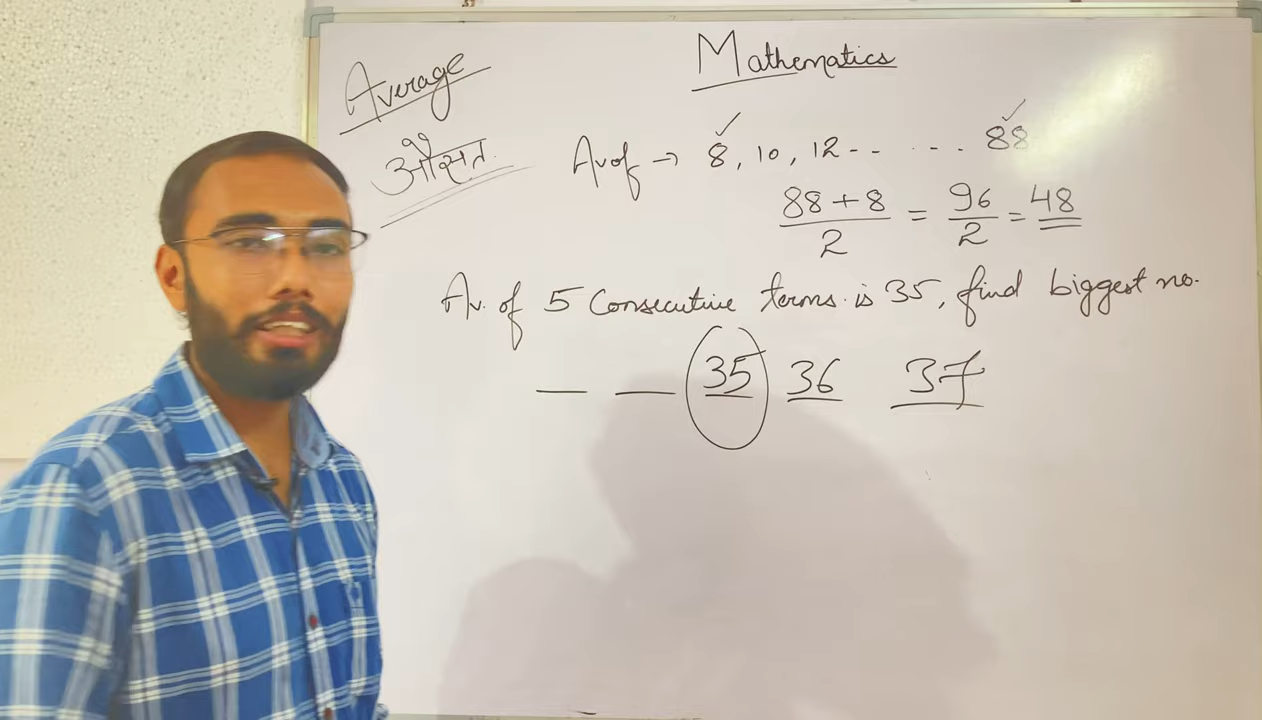 Mathematics
Average
औसत
Av of → 8, 10, 12 - - - - - . 88
88 + 8 / 2 = 96 / 2 = 48
Av. of 5 Consecutive terms. is 35, find biggest no.
— — 35 36 37